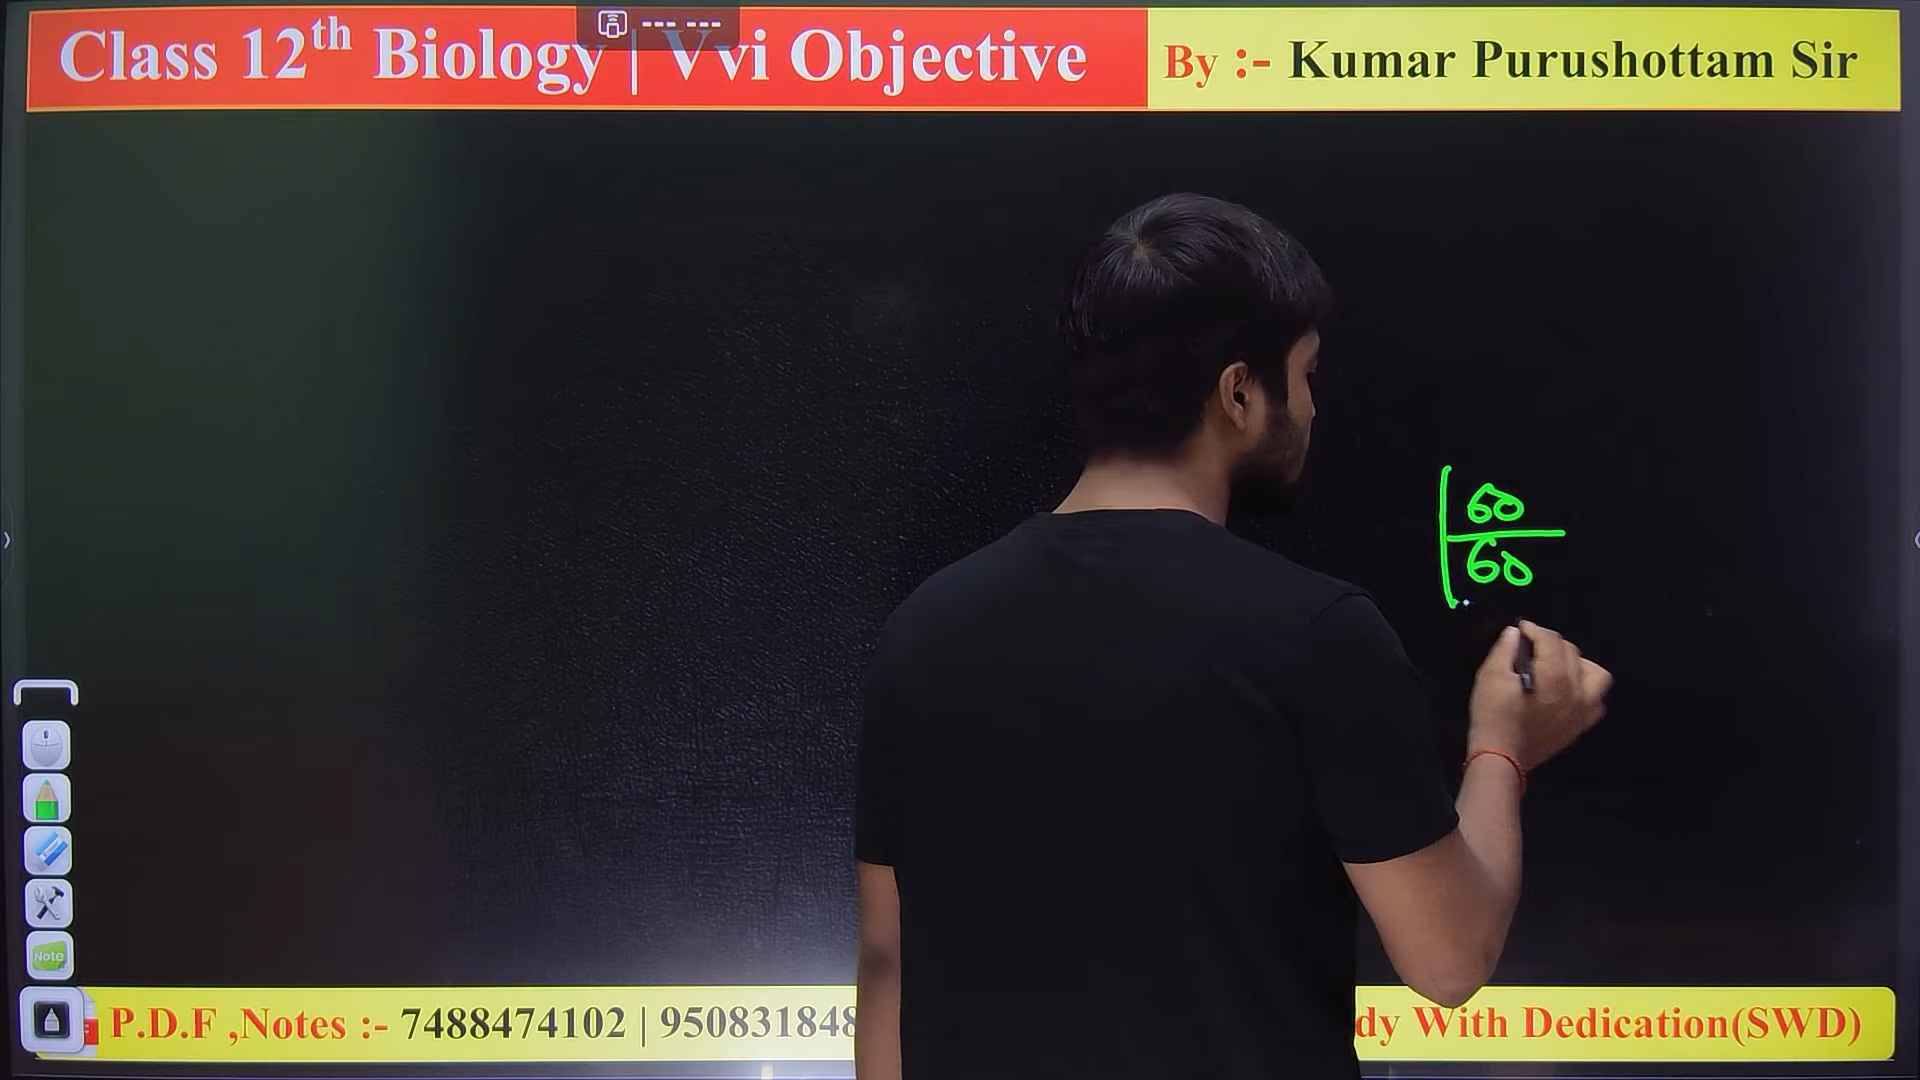 Class 12th Biology | Vvi Objective
By :- Kumar Purushottam Sir
60
60
Note
P.D.F ,Notes :- 7488474102 | 950831848
dy With Dedication(SWD)